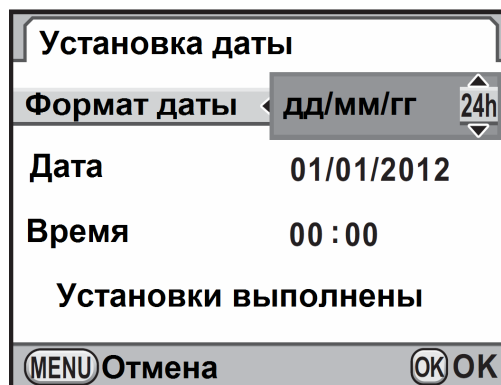 Установка даты
Формат даты дд/мм/гг 24h
Дата 01/01/2012
Время 00:00
Установки выполнены
MENU Отмена OK OK